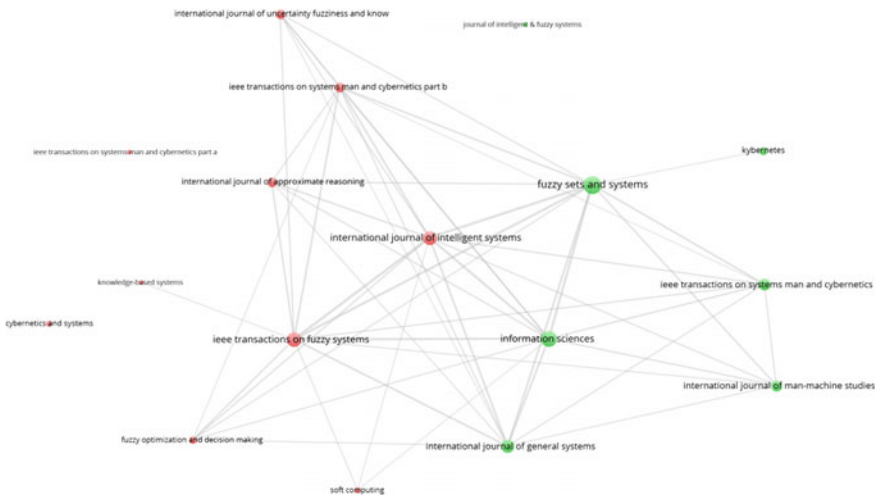 international journal of uncertainty fuzziness and know
journal of intelligent & fuzzy systems
ieee transactions on systems man and cybernetics part b
ieee transactions on systems man and cybernetics part a
kybernetes
international journal of approximate reasoning
fuzzy sets and systems
international journal of intelligent systems
knowledge-based systems
ieee transactions on systems man and cybernetics
cybernetics and systems
ieee transactions on fuzzy systems
information sciences
international journal of man-machine studies
fuzzy optimization and decision making
international journal of general systems
soft computing